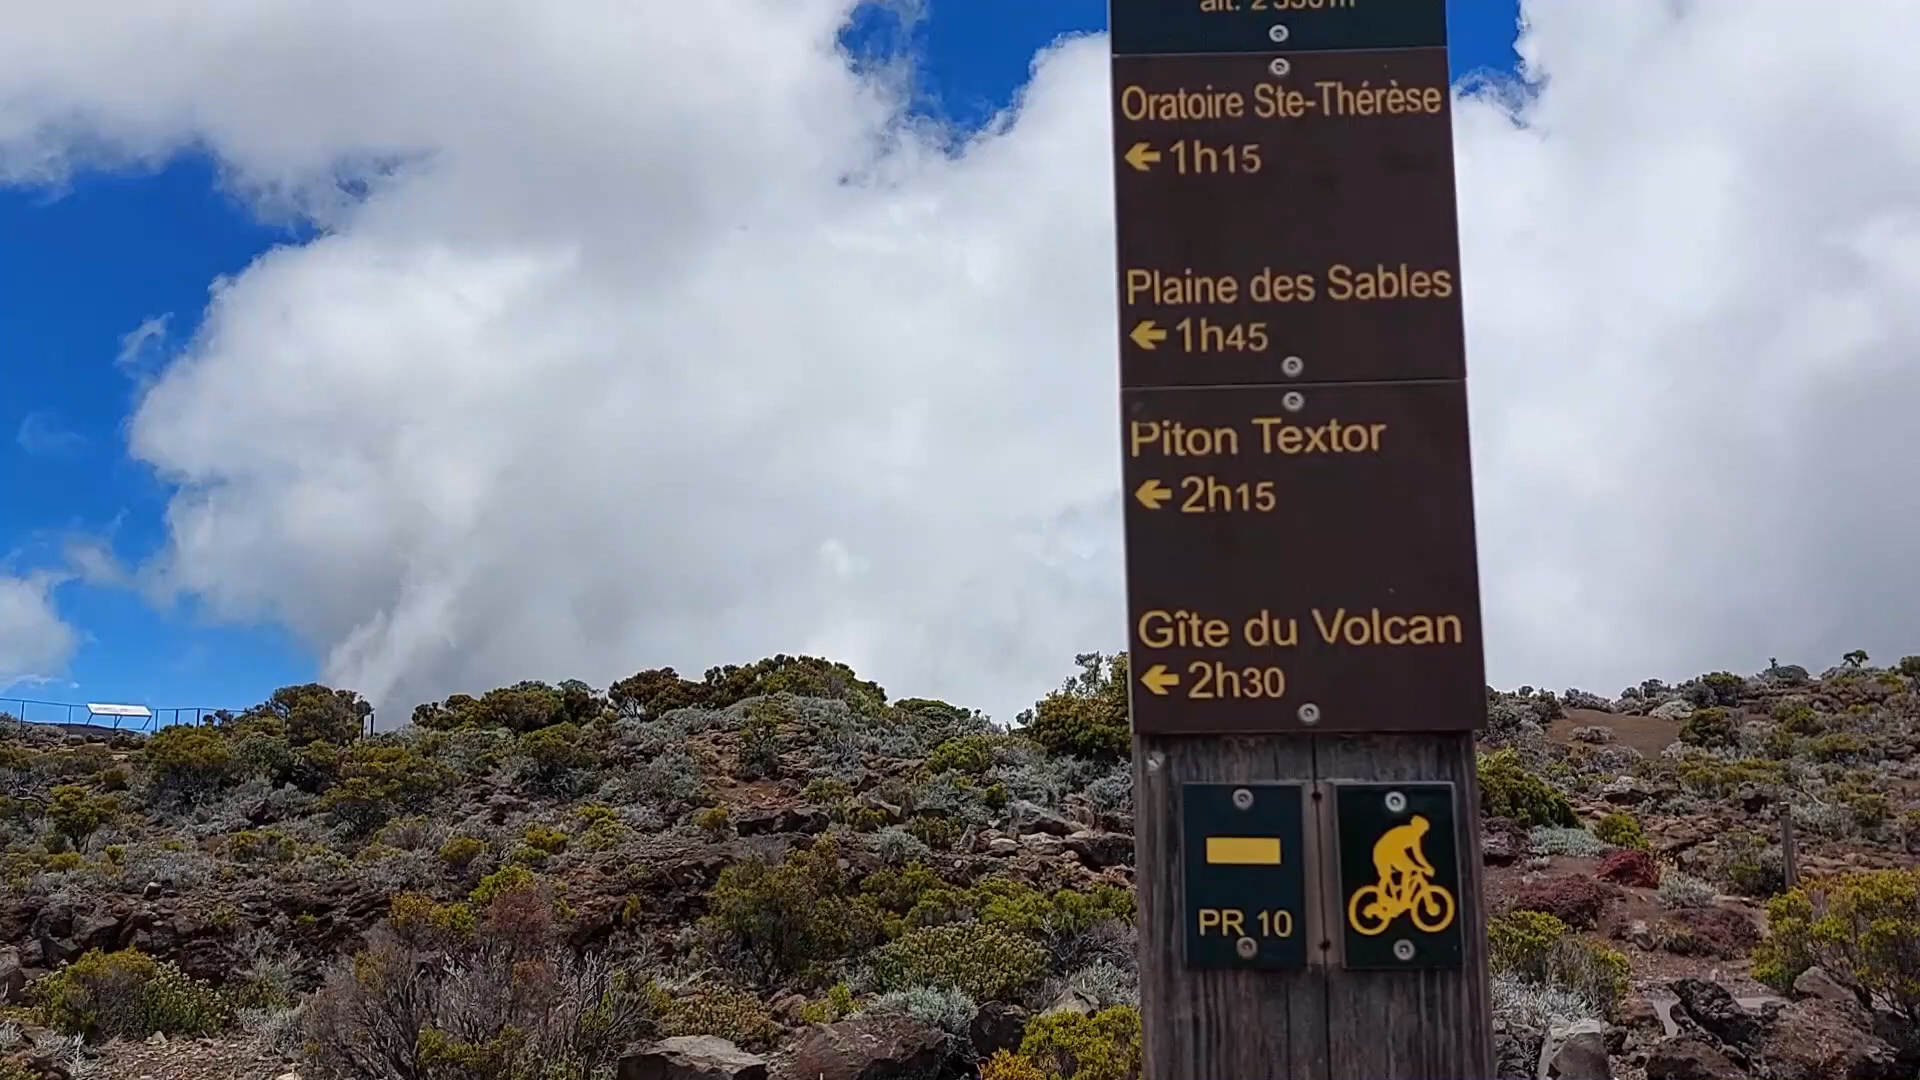 Oratoire Ste-Thérèse
← 1h15
Plaine des Sables
← 1h45
Piton Textor
← 2h15
Gîte du Volcan
← 2h30
PR 10